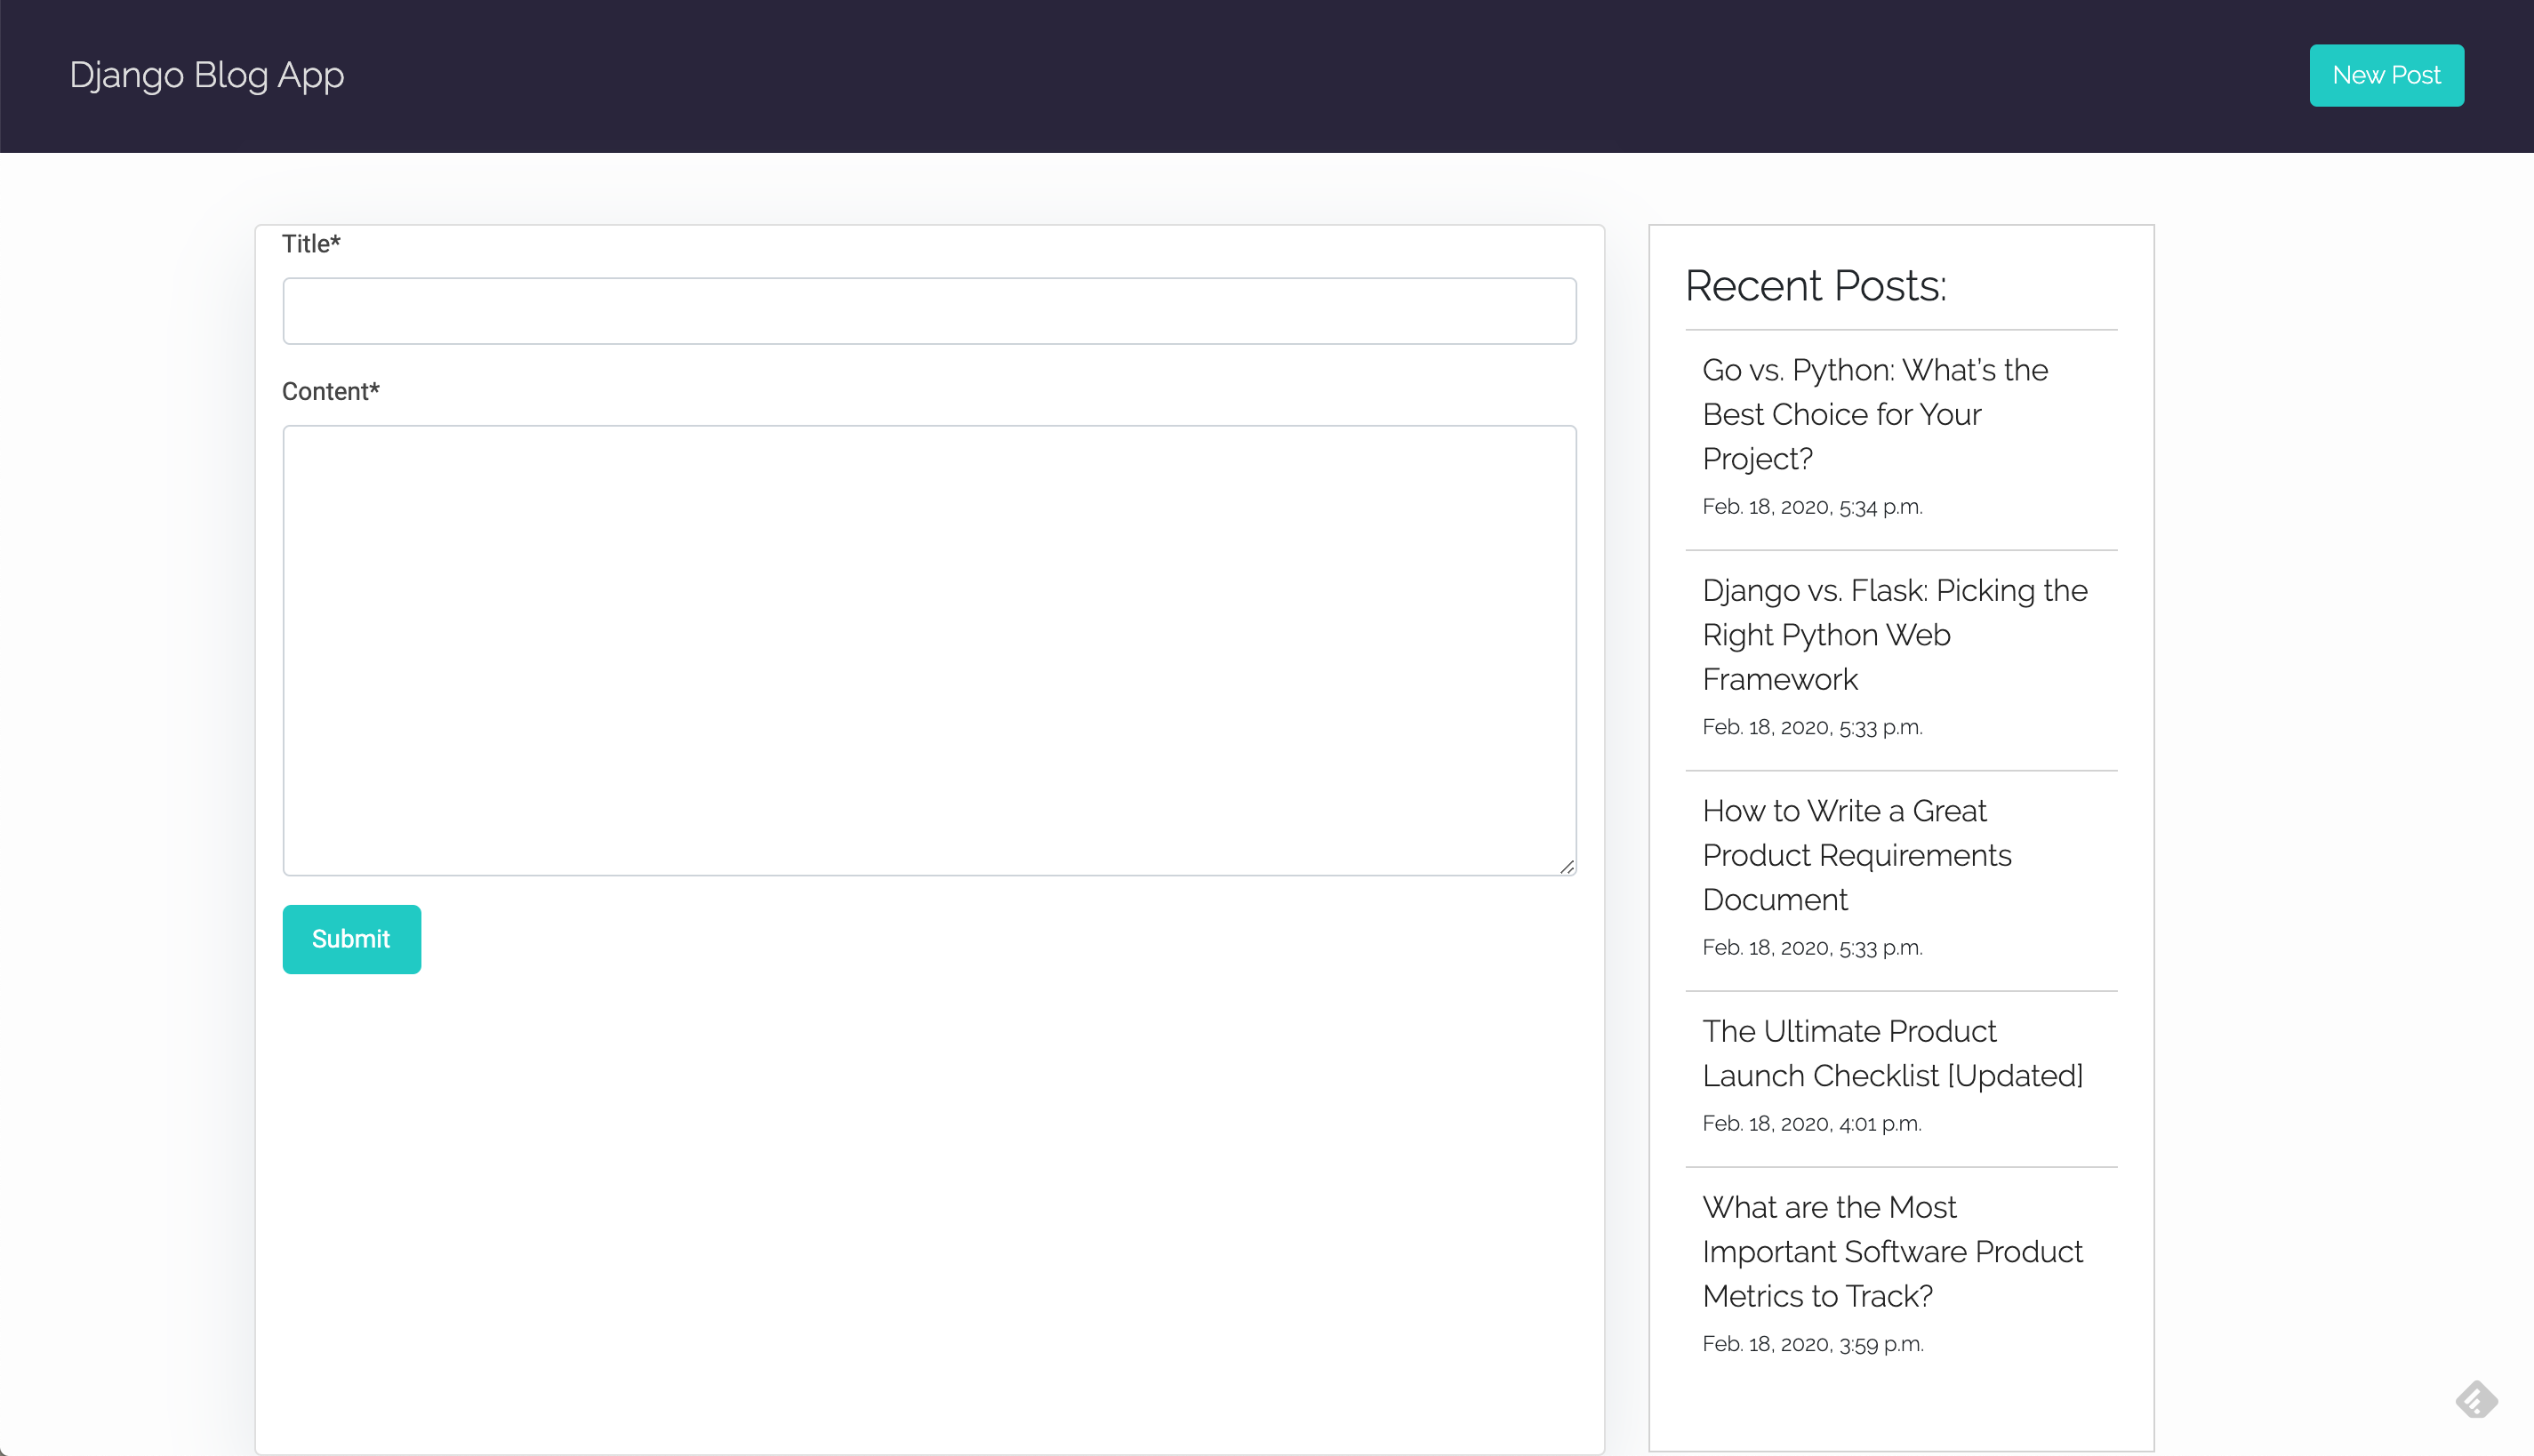 Django Blog App
New Post
Title*
Content*
Submit
Recent Posts:
Go vs. Python: What’s the
Best Choice for Your
Project?
Feb. 18, 2020, 5:34 p.m.
Django vs. Flask: Picking the
Right Python Web
Framework
Feb. 18, 2020, 5:33 p.m.
How to Write a Great
Product Requirements
Document
Feb. 18, 2020, 5:33 p.m.
The Ultimate Product
Launch Checklist [Updated]
Feb. 18, 2020, 4:01 p.m.
What are the Most
Important Software Product
Metrics to Track?
Feb. 18, 2020, 3:59 p.m.